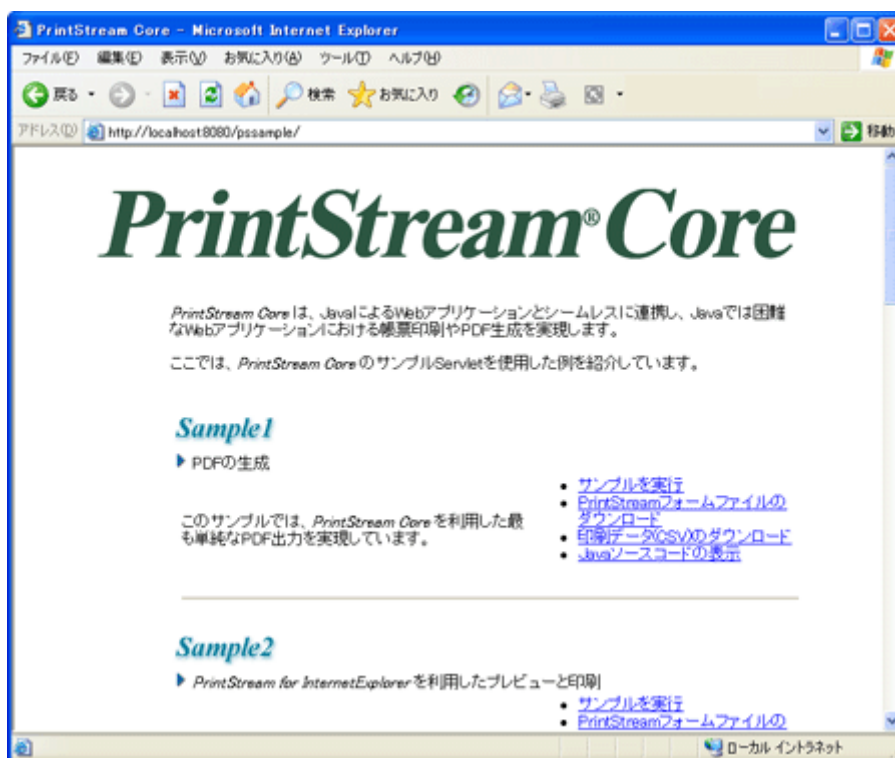 PrintStream Core - Microsoft Internet Explorer
ファイル(F) 編集(E) 表示(V) お気に入り(A) ツール(T) ヘルプ(H)
戻る 検索 お気に入り
アドレス(D) http://localhost:8080/pssample/ 移動
PrintStream®Core
PrintStream Core は、JavaによるWebアプリケーションとシームレスに連携し、Javaでは困難
なWebアプリケーションにおける帳票印刷やPDF生成を実現します。
ここでは、PrintStream Core のサンプルServletを使用した例を紹介しています。
Sample1
PDFの生成
このサンプルでは、PrintStream Core を利用した最
も単純なPDF出力を実現しています。
サンプルを実行
PrintStreamフォームファイルの
ダウンロード
印刷データ(CSV)のダウンロード
Javaソースコードの表示
Sample2
PrintStream for InternetExplorer を利用したプレビューと印刷
サンプルを実行
PrintStreamフォームファイルの
ローカル イントラネット